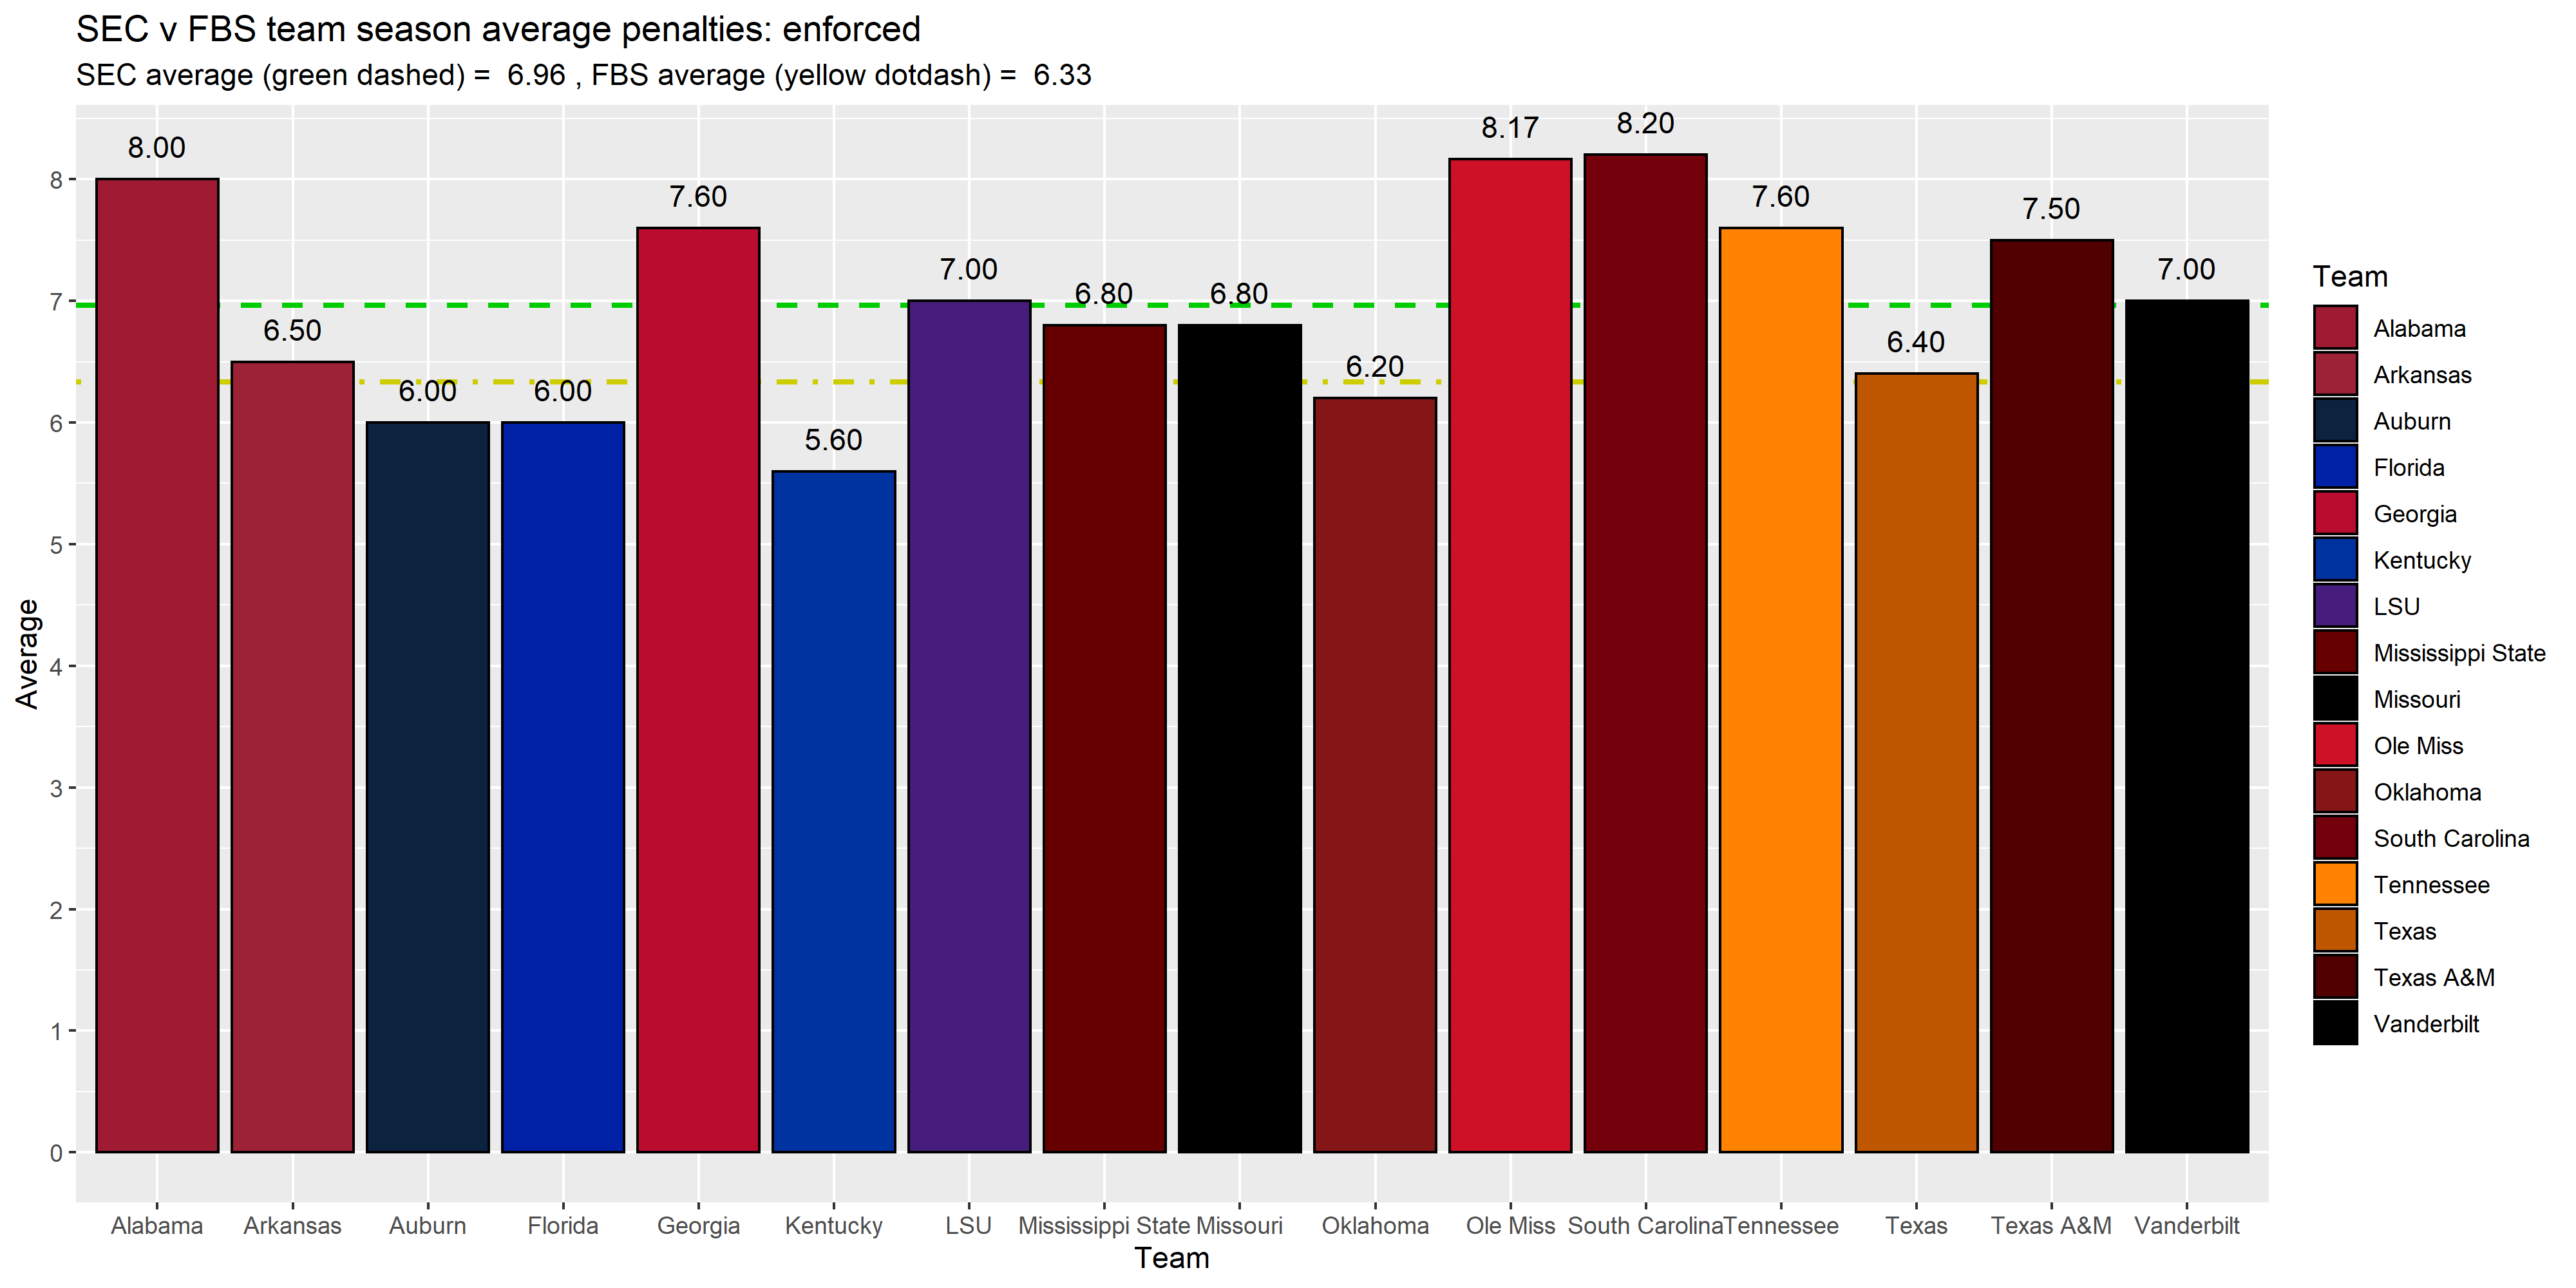 SEC v FBS team season average penalties: enforced
SEC average (green dashed) =  6.96 , FBS average (yellow dotdash) =  6.33
8.00
6.50
6.00
6.00
7.60
5.60
7.00
6.80
6.80
6.20
8.17
8.20
7.60
6.40
7.50
7.00
Average
8
7
6
5
4
3
2
1
0
Alabama
Arkansas
Auburn
Florida
Georgia
Kentucky
LSU
Mississippi State
Missouri
Oklahoma
Ole Miss
South Carolina
Tennessee
Texas
Texas A&M
Vanderbilt
Team
Team
Alabama
Arkansas
Auburn
Florida
Georgia
Kentucky
LSU
Mississippi State
Missouri
Ole Miss
Oklahoma
South Carolina
Tennessee
Texas
Texas A&M
Vanderbilt